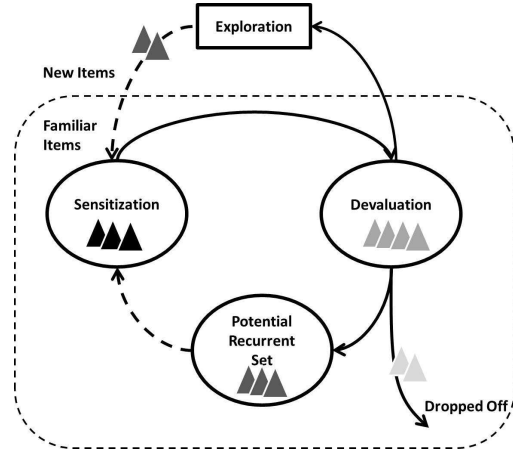 Exploration
New Items
Familiar
Items
Sensitization
Devaluation
Potential
Recurrent
Set
Dropped Off